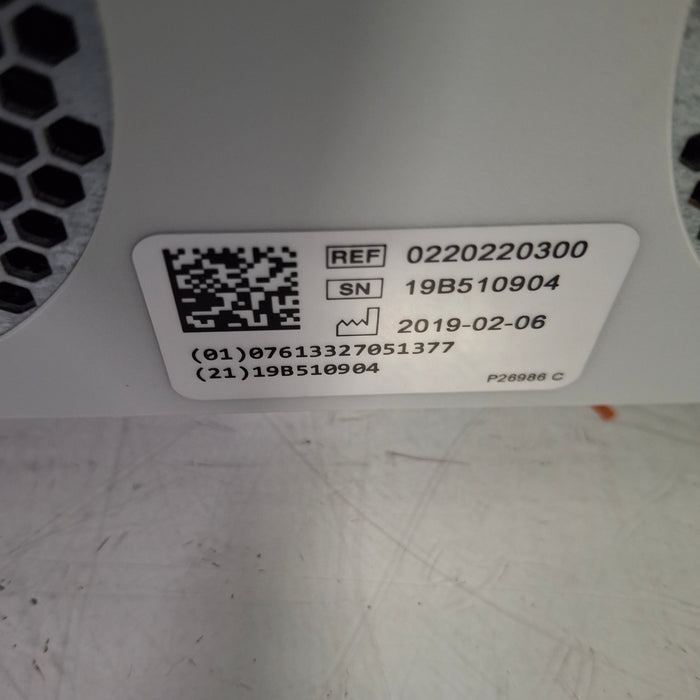 REF 0220220300
SN 19B510904
2019-02-06
(01)07613327051377
(21)19B510904
P26986 C